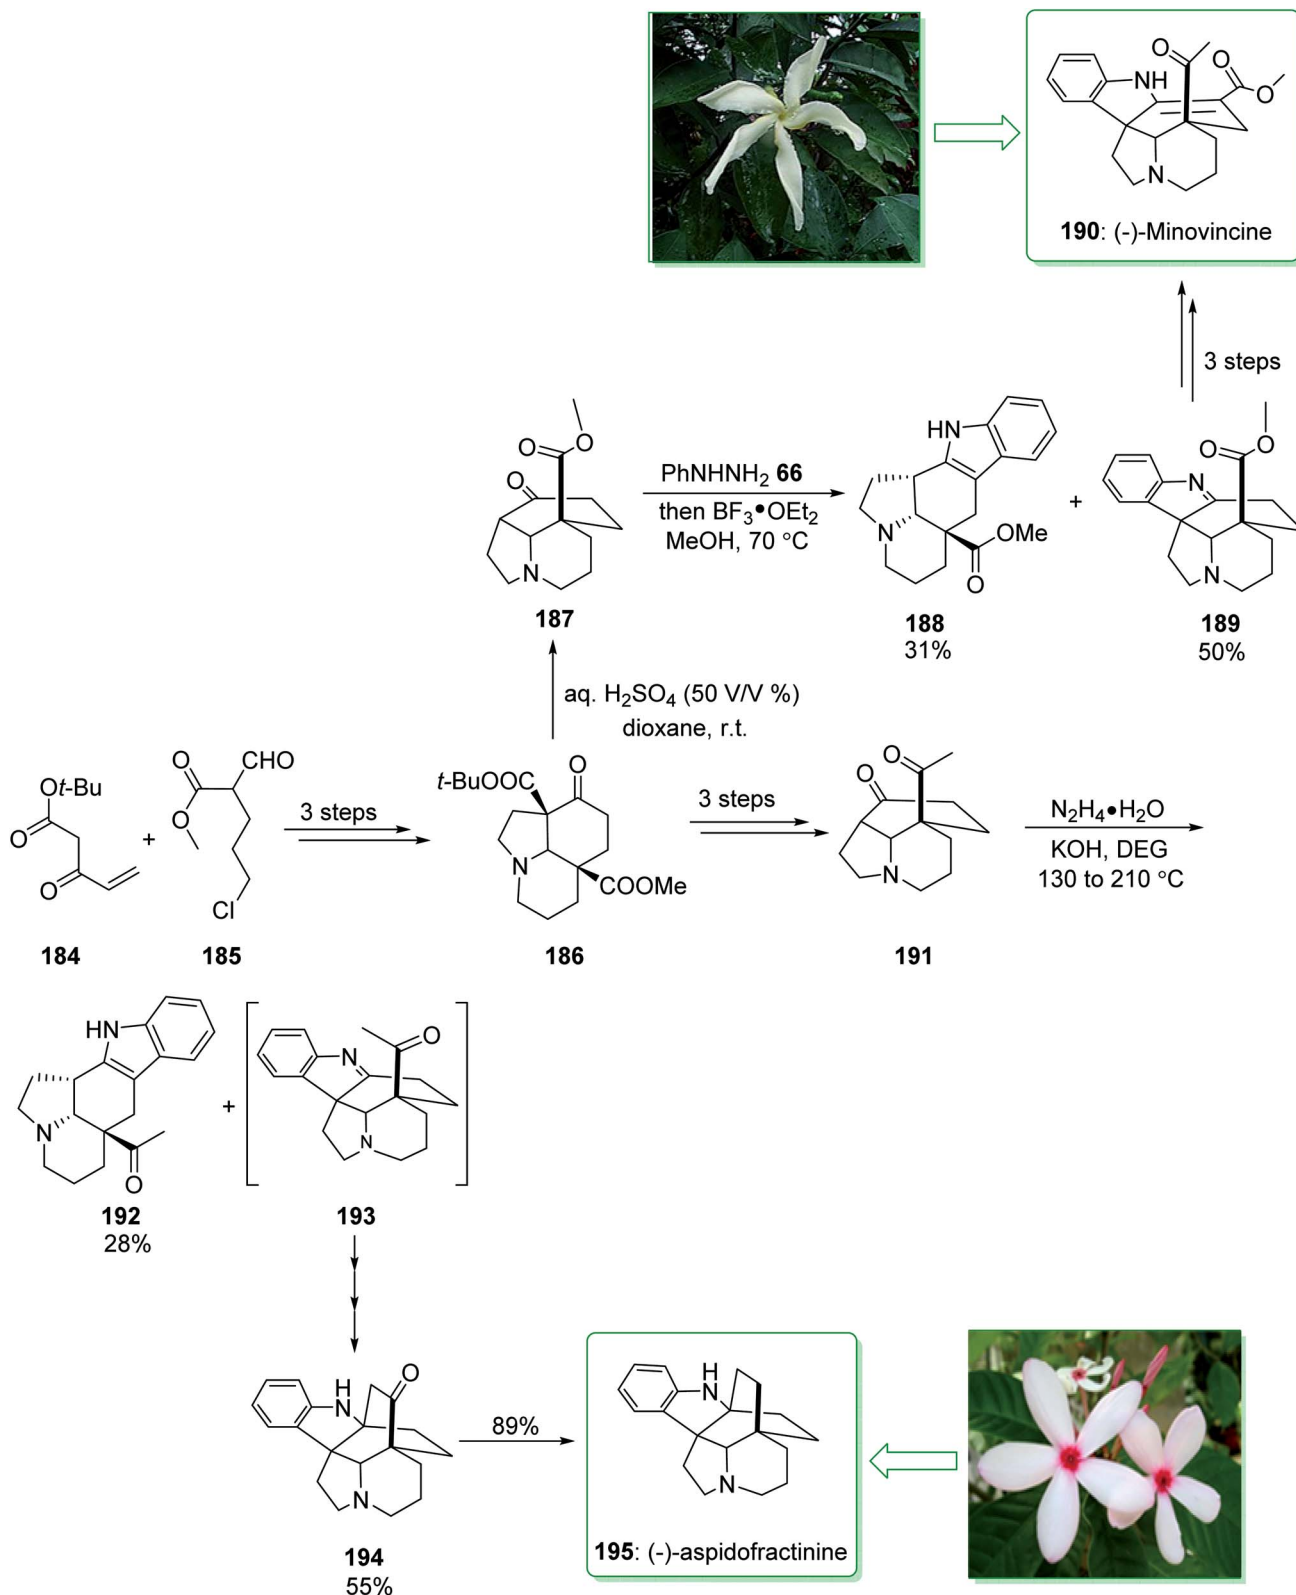 O
O
O
NH
N
190: (-)-Minovincine
3 steps
O
O
O
N
187
PhNHNH2 66
then BF3•OEt2
MeOH, 70 °C
HN
N
OMe
O
188
31%
+
O
O
N
N
189
50%
aq. H2SO4 (50 V/V %)
dioxane, r.t.
Ot-Bu
O
O
184
+
O
CHO
O
Cl
185
3 steps
t-BuOOC
O
N
COOMe
186
3 steps
O
O
N
191
N2H4•H2O
KOH, DEG
130 to 210 °C
HN
N
O
192
28%
+
O
N
N
193
H
N
O
N
194
55%
89%
H
N
N
195: (-)-aspidofractinine